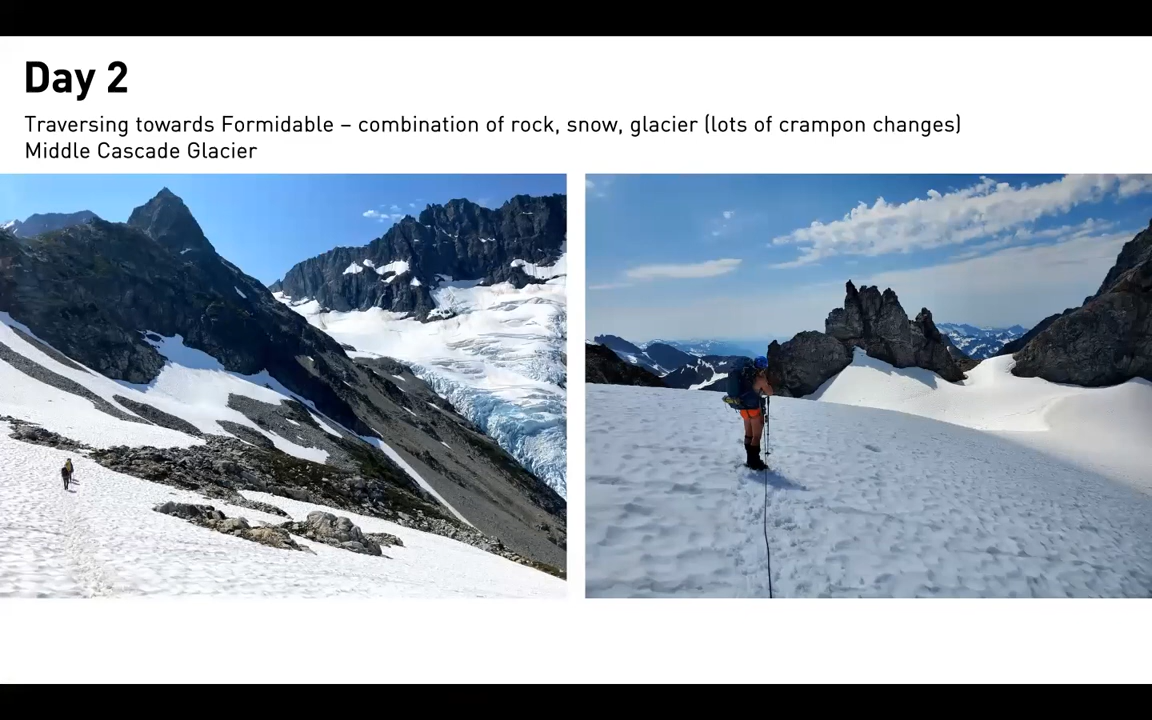 Day 2
Traversing towards Formidable – combination of rock, snow, glacier (lots of crampon changes)
Middle Cascade Glacier